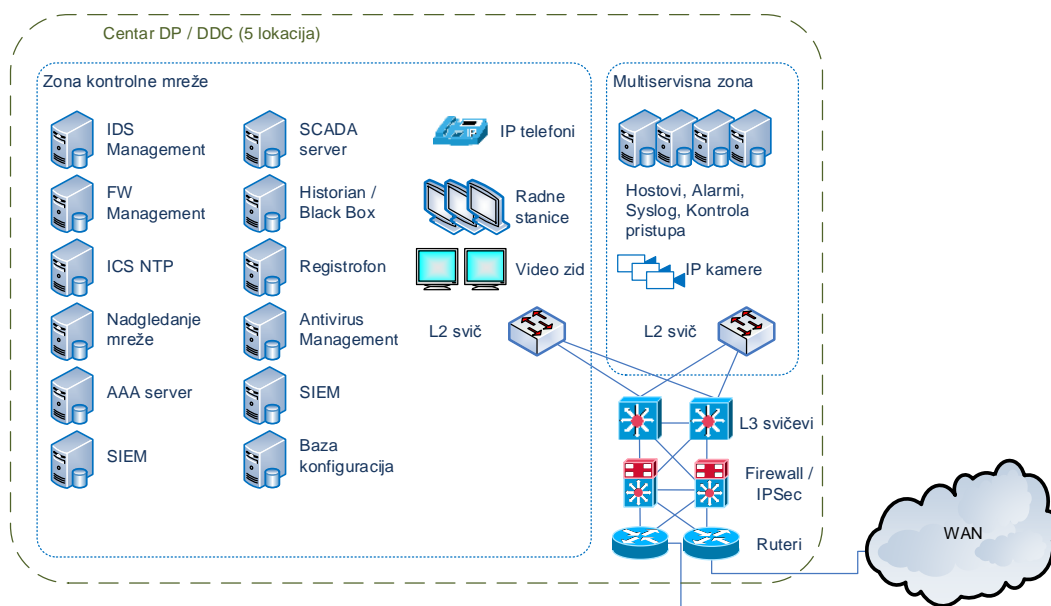 Centar DP / DDC (5 lokacija)
Zona kontrolne mreže
IDS
Management
FW
Management
ICS NTP
Nadgledanje
mreže
AAA server
SIEM
SCADA
server
Historian /
Black Box
Registrofon
Antivirus
Management
SIEM
Baza
konfiguracija
IP
IP telefoni
Radne
stanice
Video zid
L2 svič
Multiservisna zona
Hostovi, Alarmi,
Syslog, Kontrola
pristupa
IP kamere
L2 svič
L3 svičevi
Firewall /
IPSec
Ruteri
WAN